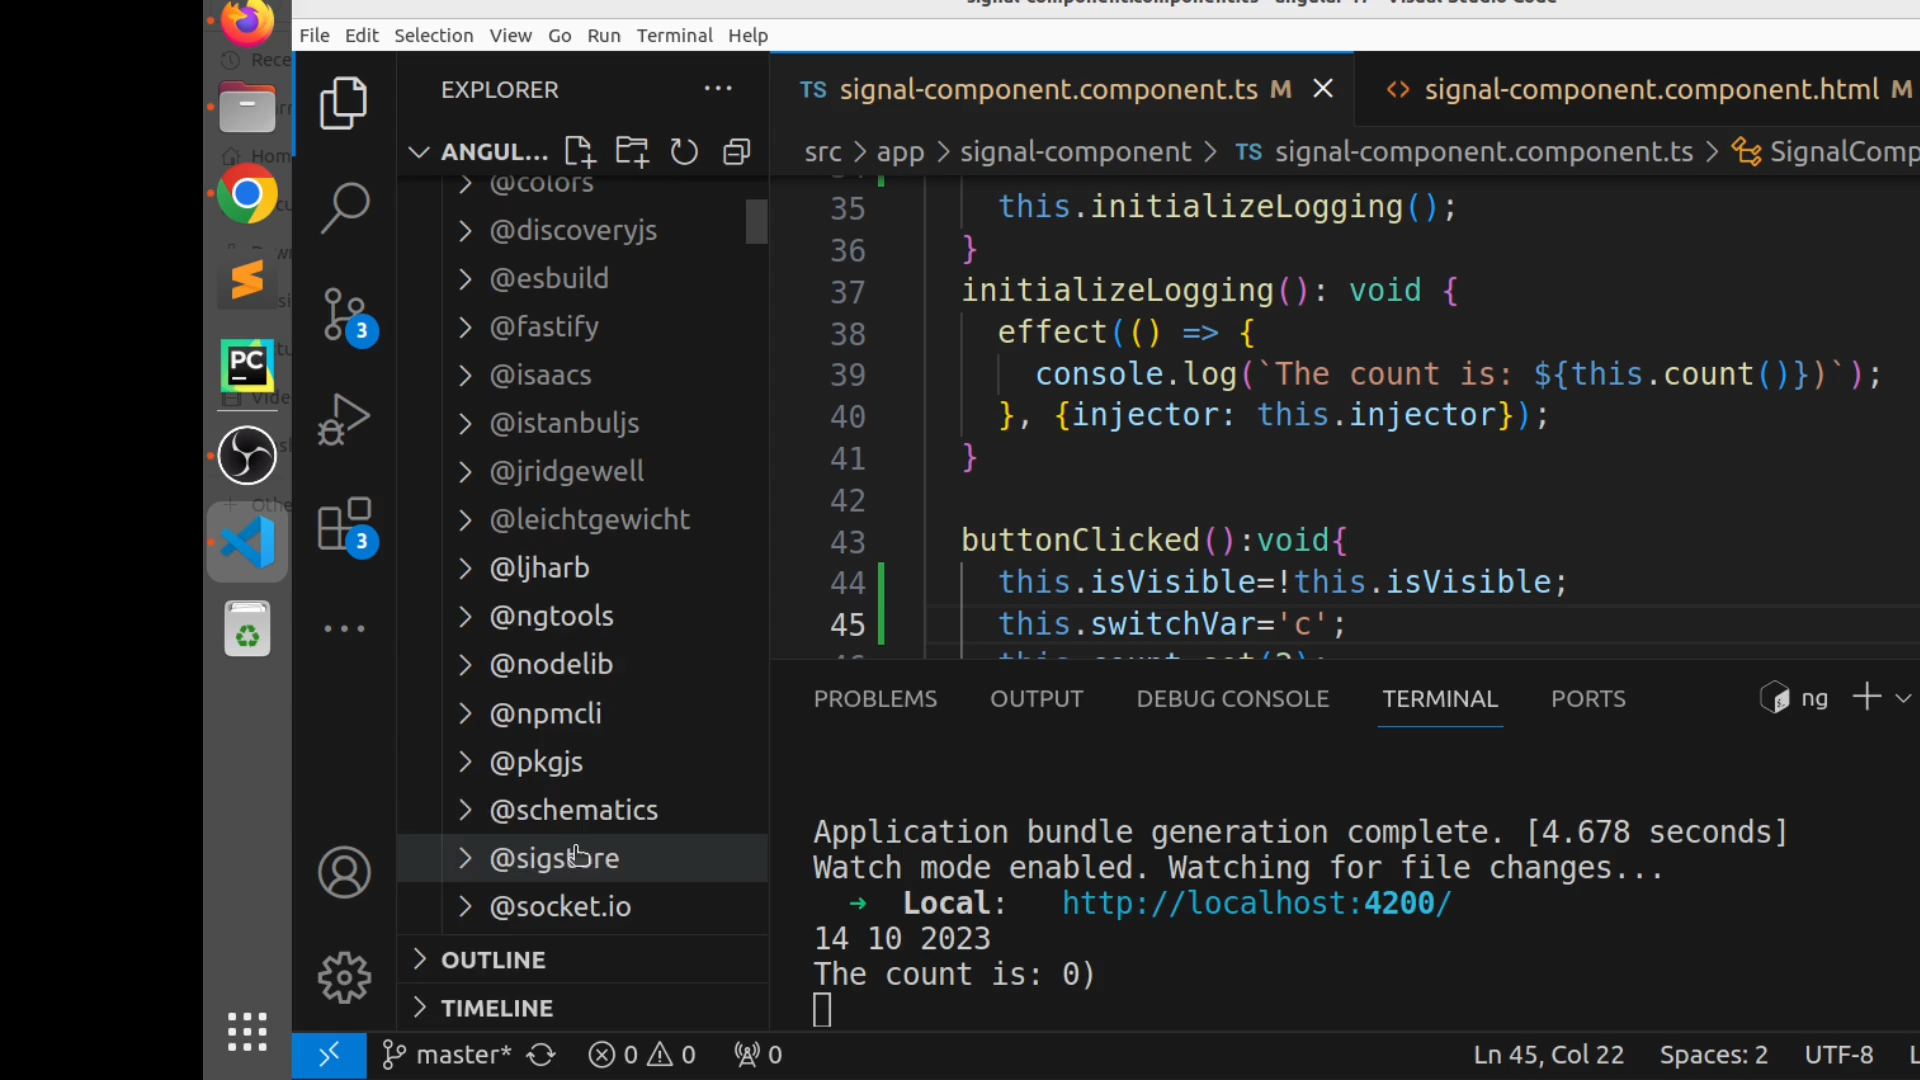 File Edit Selection View Go Run Terminal Help
EXPLORER
ANGUL...
@colors
@discoveryjs
@esbuild
@fastify
@isaacs
@istanbuljs
@jridgewell
@leichtgewicht
@ljharb
@ngtools
@nodelib
@npmcli
@pkgjs
@schematics
@sigstore
@socket.io
OUTLINE
TIMELINE
3
3
PC
TS signal-component.component.ts M
<> signal-component.component.html M
src > app > signal-component > TS signal-component.component.ts > SignalComp
35 this.initializeLogging();
36 }
37 initializeLogging(): void {
38 effect(() => {
39 console.log(`The count is: ${this.count()})`);
40 }, {injector: this.injector});
41 }
42
43 buttonClicked():void{
44 this.isVisible=!this.isVisible;
45 this.switchVar='c';
PROBLEMS OUTPUT DEBUG CONSOLE TERMINAL PORTS ng
Application bundle generation complete. [4.678 seconds]
Watch mode enabled. Watching for file changes...
➜ Local: http://localhost:4200/
14 10 2023
The count is: 0)
master* 0 0 0 Ln 45, Col 22 Spaces: 2 UTF-8